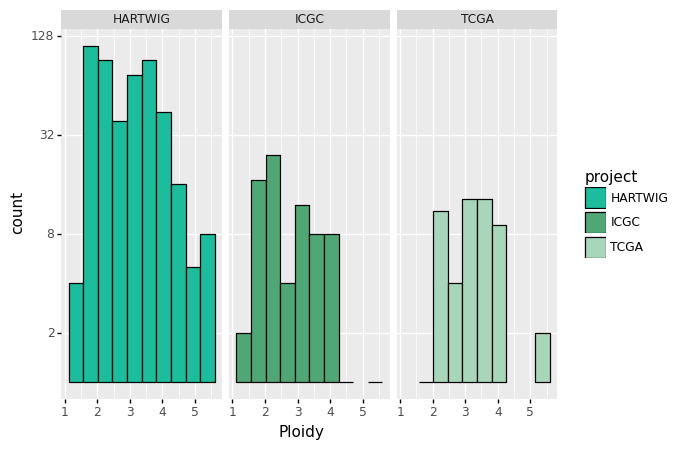 HARTWIG ICGC TCGA
128
32
8
2
count
1 2 3 4 5 1 2 3 4 5 1 2 3 4 5
Ploidy
project
HARTWIG
ICGC
TCGA